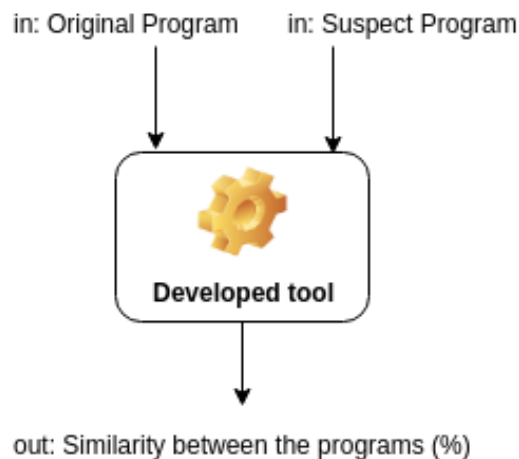 in: Original Program
in: Suspect Program
Developed tool
out: Similarity between the programs (%)